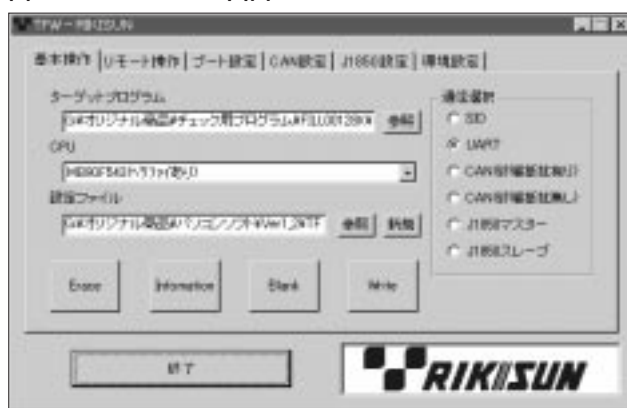 TFW-RIKISUN
基本操作 リモート操作 ブート設定 CAN設定 J1850設定 環境設定
ターゲットプログラム
参照
CPU
設定ファイル
参照 新規
Erase Infomation Blank Write
終了
通信選択
SIO
UART
J1850マスター
J1850スレーブ
RIKISUN